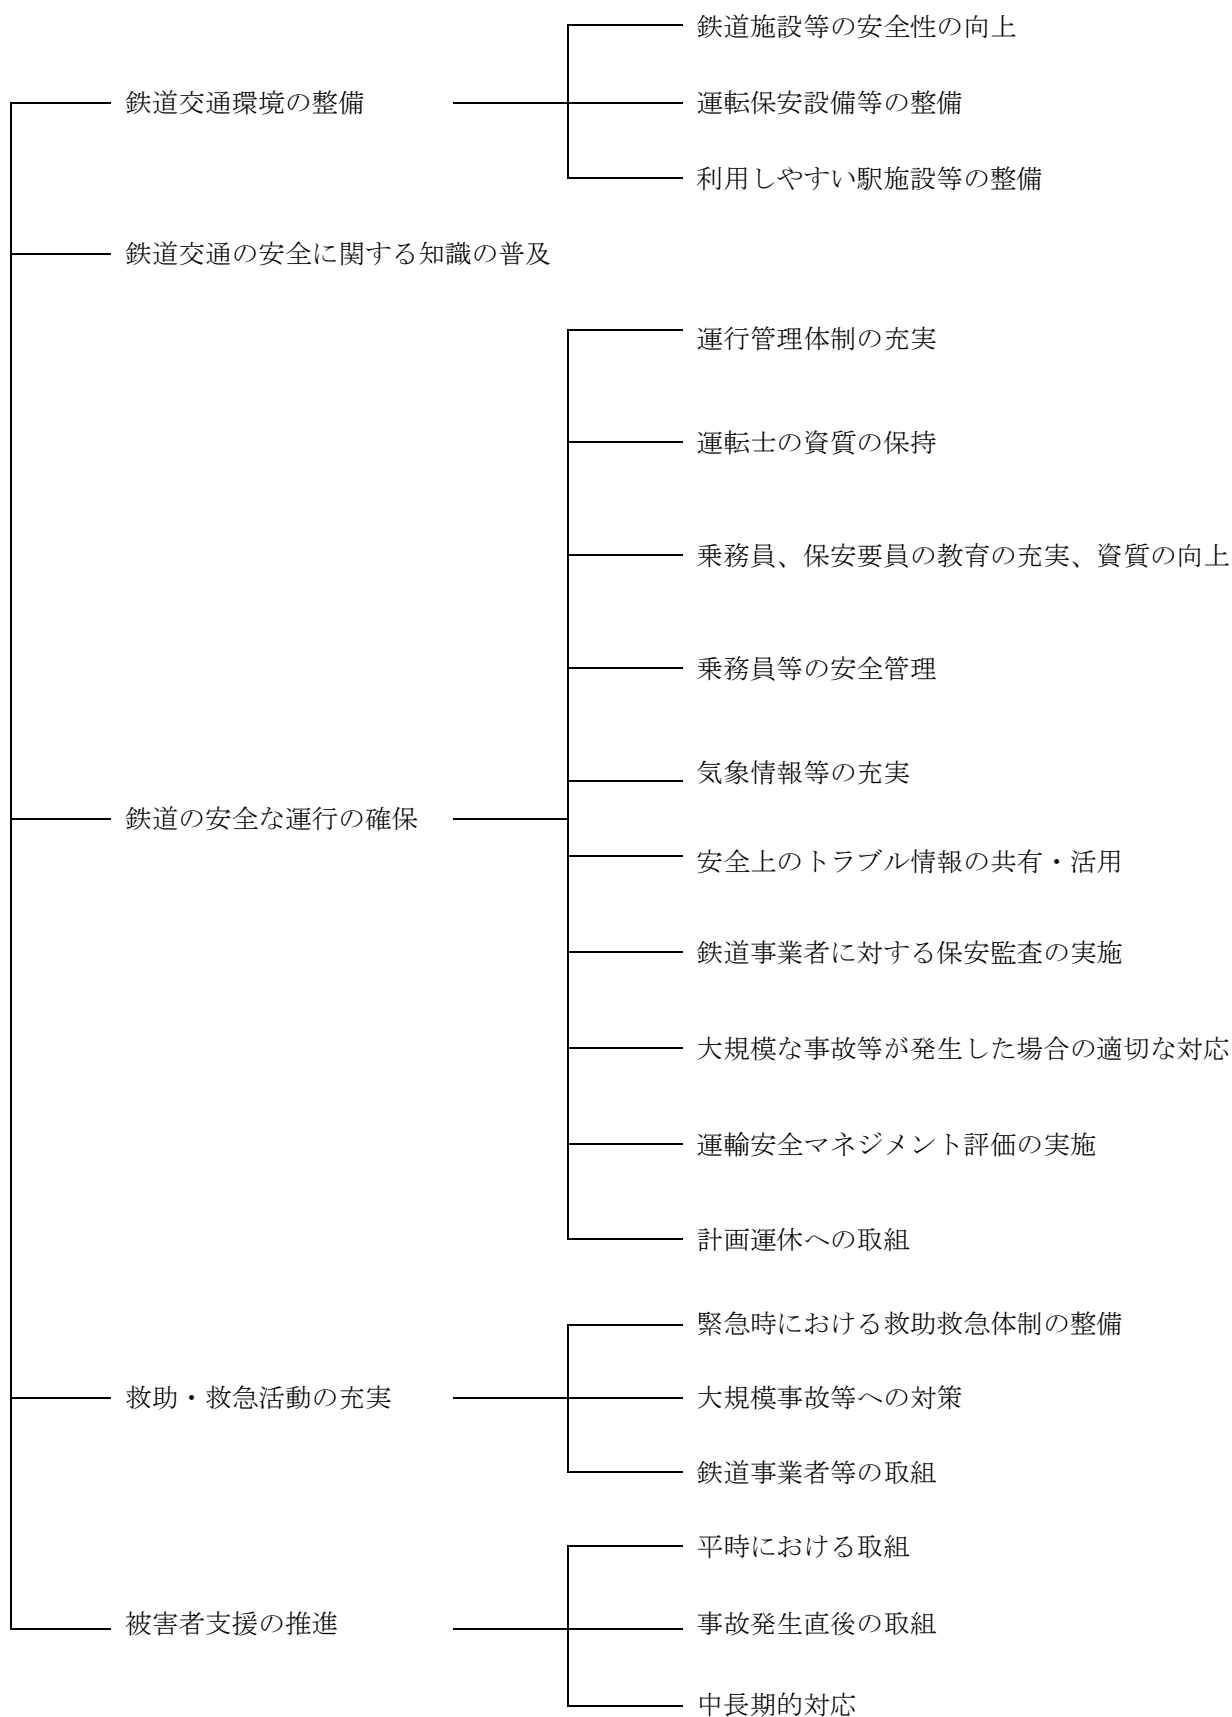 鉄道交通環境の整備
鉄道施設等の安全性の向上
運転保安設備等の整備
利用しやすい駅施設等の整備
鉄道交通の安全に関する知識の普及
鉄道の安全な運行の確保
運行管理体制の充実
運転士の資質の保持
乗務員、保安要員の教育の充実、資質の向上
乗務員等の安全管理
気象情報等の充実
安全上のトラブル情報の共有・活用
鉄道事業者に対する保安監査の実施
大規模な事故等が発生した場合の適切な対応
運輸安全マネジメント評価の実施
計画運休への取組
救助・救急活動の充実
緊急時における救助救急体制の整備
大規模事故等への対策
鉄道事業者等の取組
被害者支援の推進
平時における取組
事故発生直後の取組
中長期的対応